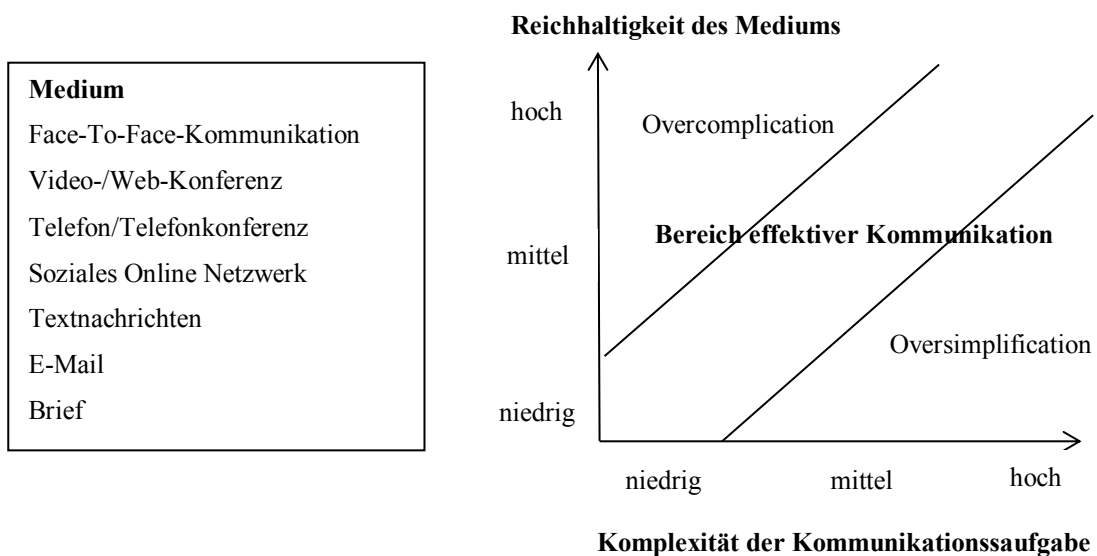 Reichhaltigkeit des Mediums
Medium
Face-To-Face-Kommunikation
Video-/Web-Konferenz
Telefon/Telefonkonferenz
Soziales Online Netzwerk
Textnachrichten
E-Mail
Brief
hoch
Overcomplication
mittel
Bereich effektiver Kommunikation
Oversimplification
niedrig
niedrig mittel hoch
Komplexität der Kommunikationssaufgabe